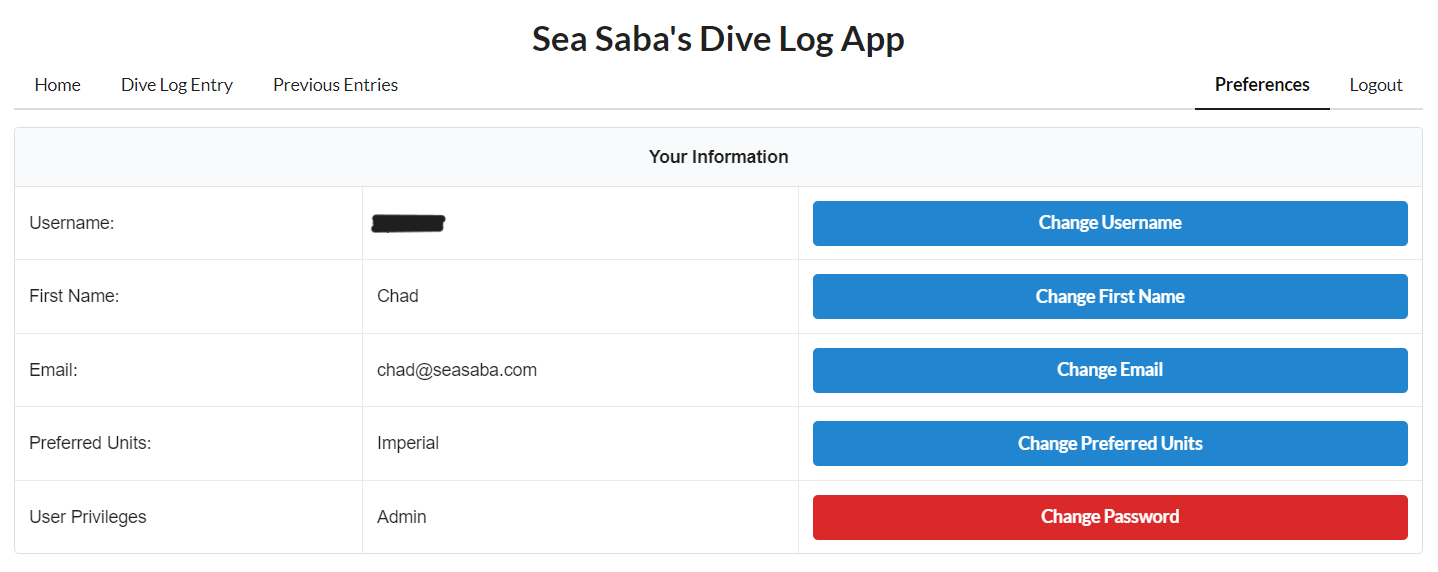 Sea Saba's Dive Log App
Home Dive Log Entry Previous Entries Preferences Logout
Your Information
Username: Change Username
First Name: Chad Change First Name
Email: chad@seasaba.com Change Email
Preferred Units: Imperial Change Preferred Units
User Privileges Admin Change Password